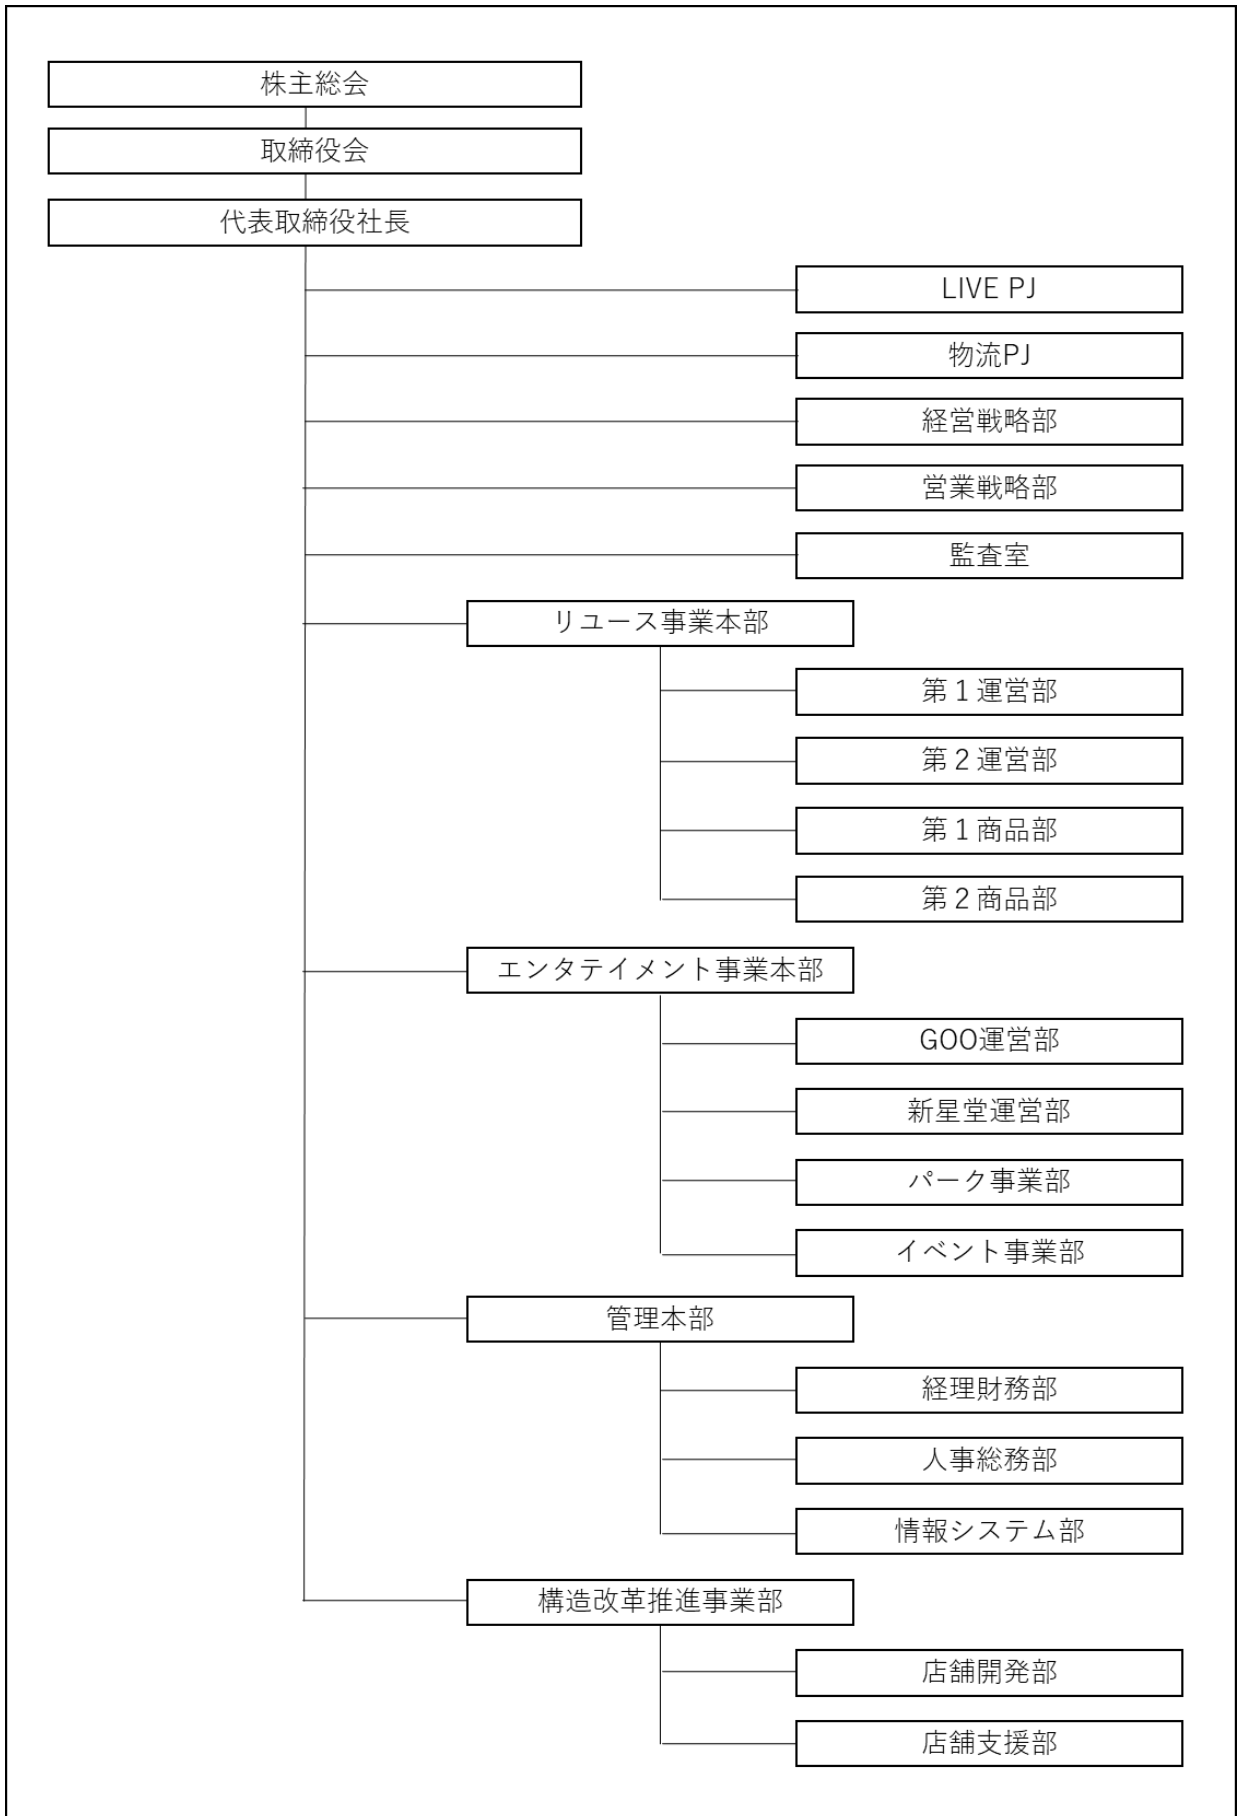 株主総会
取締役会
代表取締役社長
LIVE PJ
物流PJ
経営戦略部
営業戦略部
監査室
リユース事業本部
第１運営部
第２運営部
第１商品部
第２商品部
エンタテイメント事業本部
GOO運営部
新星堂運営部
パーク事業部
イベント事業部
管理本部
経理財務部
人事総務部
情報システム部
構造改革推進事業部
店舗開発部
店舗支援部